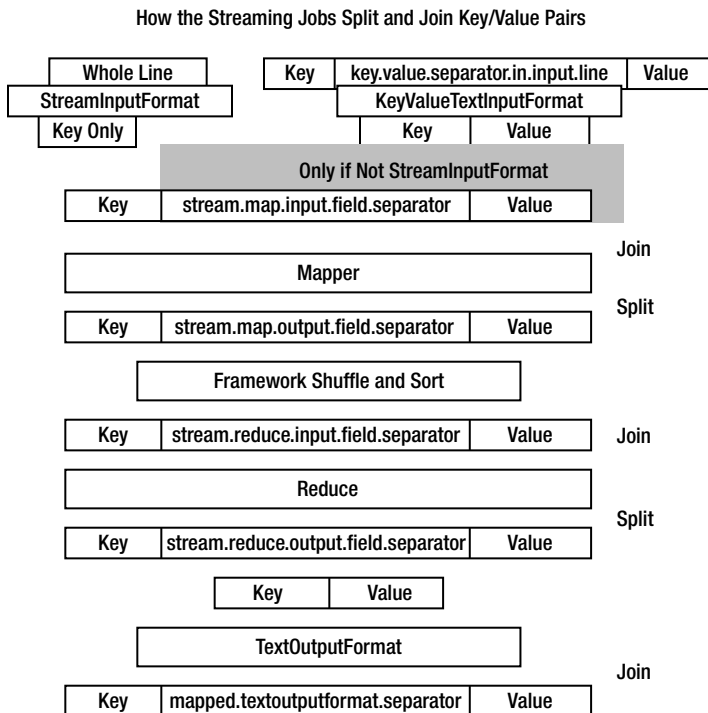 How the Streaming Jobs Split and Join Key/Value Pairs
Whole Line
Key key.value.separator.in.input.line Value
StreamInputFormat
KeyValueTextInputFormat
Key Only
Key Value
Only if Not StreamInputFormat
Key stream.map.input.field.separator Value
Join
Mapper
Split
Key stream.map.output.field.separator Value
Framework Shuffle and Sort
Key stream.reduce.input.field.separator Value Join
Reduce
Split
Key stream.reduce.output.field.separator Value
Key Value
TextOutputFormat
Join
Key mapped.textoutputformat.separator Value